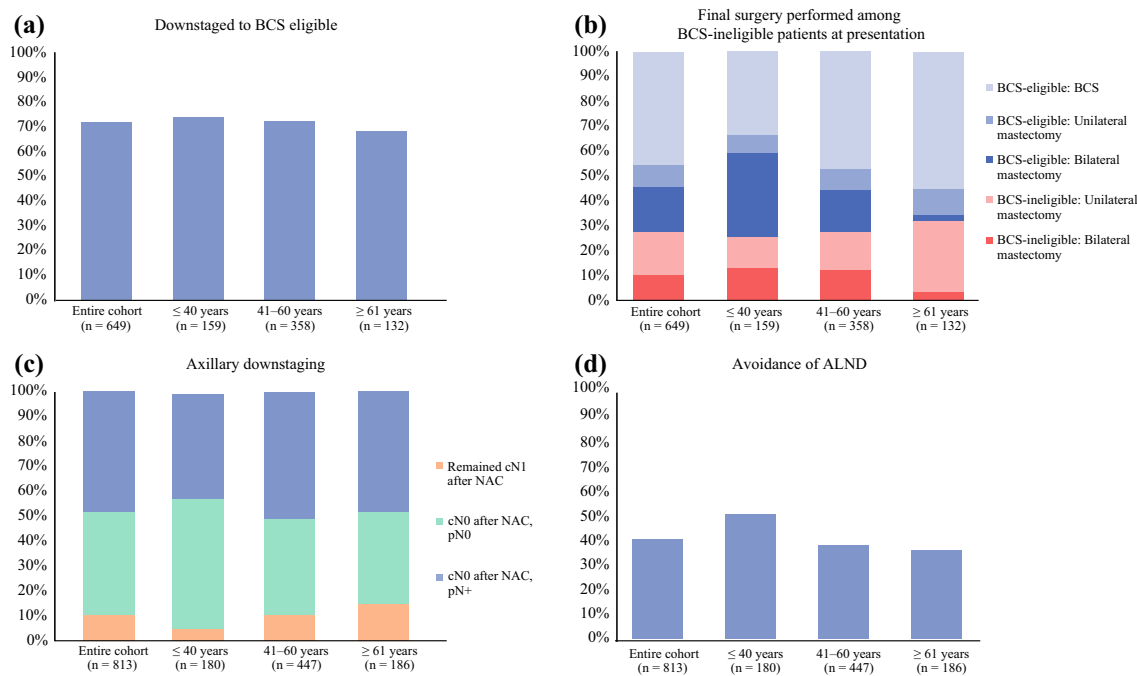 (a)
Downstaged to BCS eligible
100%
90%
80%
70%
60%
50%
40%
30%
20%
10%
0%
Entire cohort
(n = 649)
≤ 40 years
(n = 159)
41–60 years
(n = 358)
≥ 61 years
(n = 132)
(b)
Final surgery performed among
BCS-ineligible patients at presentation
100%
90%
80%
70%
60%
50%
40%
30%
20%
10%
0%
Entire cohort
(n = 649)
≤ 40 years
(n = 159)
41–60 years
(n = 358)
≥ 61 years
(n = 132)
BCS-eligible: BCS
BCS-eligible: Unilateral
mastectomy
BCS-eligible: Bilateral
mastectomy
BCS-ineligible: Unilateral
mastectomy
BCS-ineligible: Bilateral
mastectomy
(c)
Axillary downstaging
100%
90%
80%
70%
60%
50%
40%
30%
20%
10%
0%
Entire cohort
(n = 813)
≤ 40 years
(n = 180)
41–60 years
(n = 447)
≥ 61 years
(n = 186)
Remained cN1
after NAC
cN0 after NAC,
pN0
cN0 after NAC,
pN+
(d)
Avoidance of ALND
100%
90%
80%
70%
60%
50%
40%
30%
20%
10%
0%
Entire cohort
(n = 813)
≤ 40 years
(n = 180)
41–60 years
(n = 447)
≥ 61 years
(n = 186)